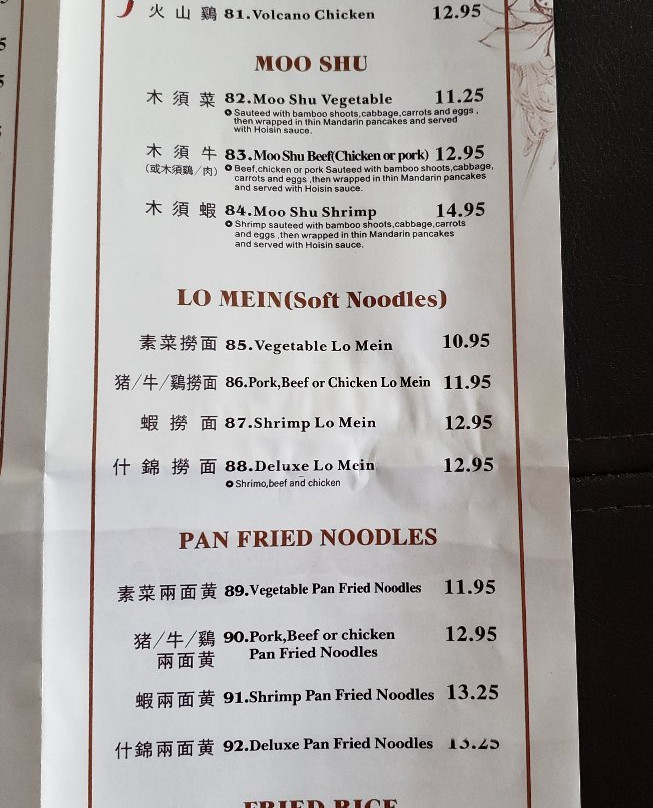 火山鷄 81.Volcano Chicken 12.95
MOO SHU
木須菜 82.Moo Shu Vegetable 11.25
Sauteed with bamboo shoots,cabbage,carrots and eggs ,
then wrapped in thin Mandarin pancakes and served
with Hoisin sauce.
木須牛 83.Moo Shu Beef(Chicken or pork) 12.95
(或木須鷄/肉) Beef,chicken or pork Sauteed with bamboo shoots,cabbage,
carrots and eggs ,then wrapped in thin Mandarin pancakes
and served with Hoisin sauce.
木須蝦 84.Moo Shu Shrimp 14.95
Shrimp sauteed with bamboo shoots,cabbage,carrots
and eggs ,then wrapped in thin Mandarin pancakes
and served with Hoisin sauce.
LO MEIN(Soft Noodles)
素菜撈面 85.Vegetable Lo Mein 10.95
猪/牛/鷄撈面 86.Pork,Beef or Chicken Lo Mein 11.95
蝦撈面 87.Shrimp Lo Mein 12.95
什錦撈面 88.Deluxe Lo Mein 12.95
Shrimo,beef and chicken
PAN FRIED NOODLES
素菜兩面黄 89.Vegetable Pan Fried Noodles 11.95
猪/牛/鷄 90.Pork,Beef or chicken 12.95
兩面黄 Pan Fried Noodles
蝦兩面黄 91.Shrimp Pan Fried Noodles 13.25
什錦兩面黄 92.Deluxe Pan Fried Noodles 13.25
FRIED RICE